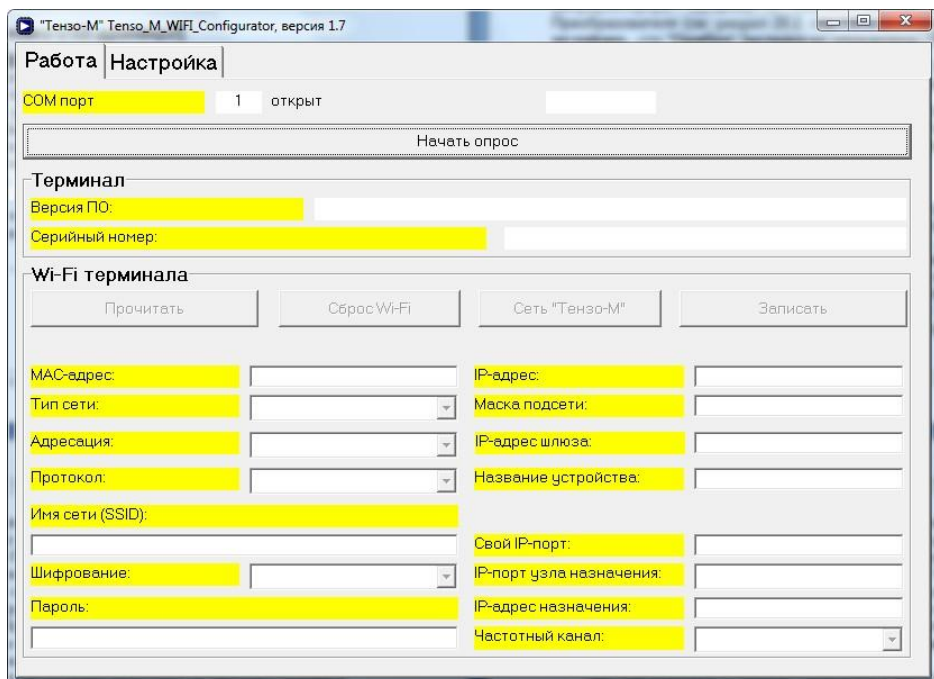 "Тензо-М" Tenso_M_WIFI_Configurator, версия 1.7
Работа Настройка
COM порт 1 открыт
Начать опрос
Терминал
Версия ПО:
Серийный номер:
Wi-Fi терминала
Прочитать Сброс Wi-Fi Сеть "Тензо-М" Записать
MAC-адрес: IP-адрес:
Тип сети: Маска подсети:
Адресация: IP-адрес шлюза:
Протокол: Название устройства:
Имя сети (SSID):
Свой IP-порт:
Шифрование: IP-порт узла назначения:
Пароль: IP-адрес назначения:
Частотный канал: